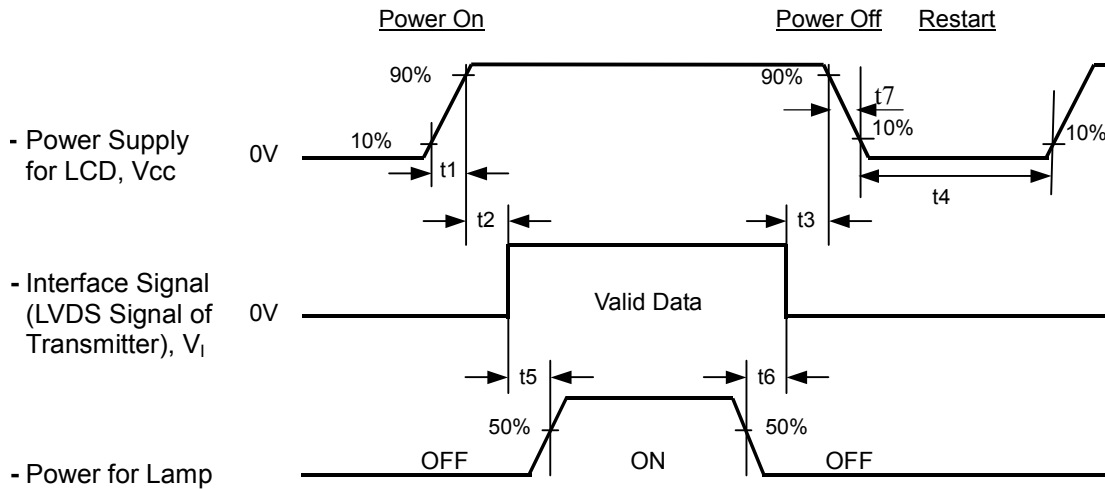 Power On Power Off Restart
90% 90%
t7
10% 10% 10%
- Power Supply
for LCD, Vcc
0V
t1
t4
t2 t3
- Interface Signal
(LVDS Signal of
Transmitter), VI
0V
Valid Data
t5 t6
50% 50%
OFF ON OFF
- Power for Lamp